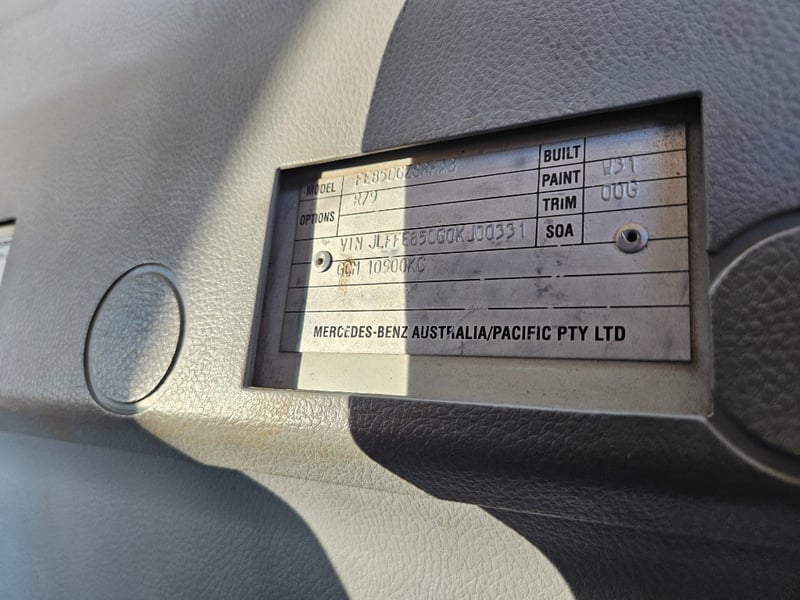 MODEL FE85DGZSRFA3 BUILT
OPTIONS R79 PAINT W31
TRIM 00G
VIN JLFFE85CG0KJ00331 SOA
GCM 10900KG
MERCEDES-BENZ AUSTRALIA/PACIFIC PTY LTD